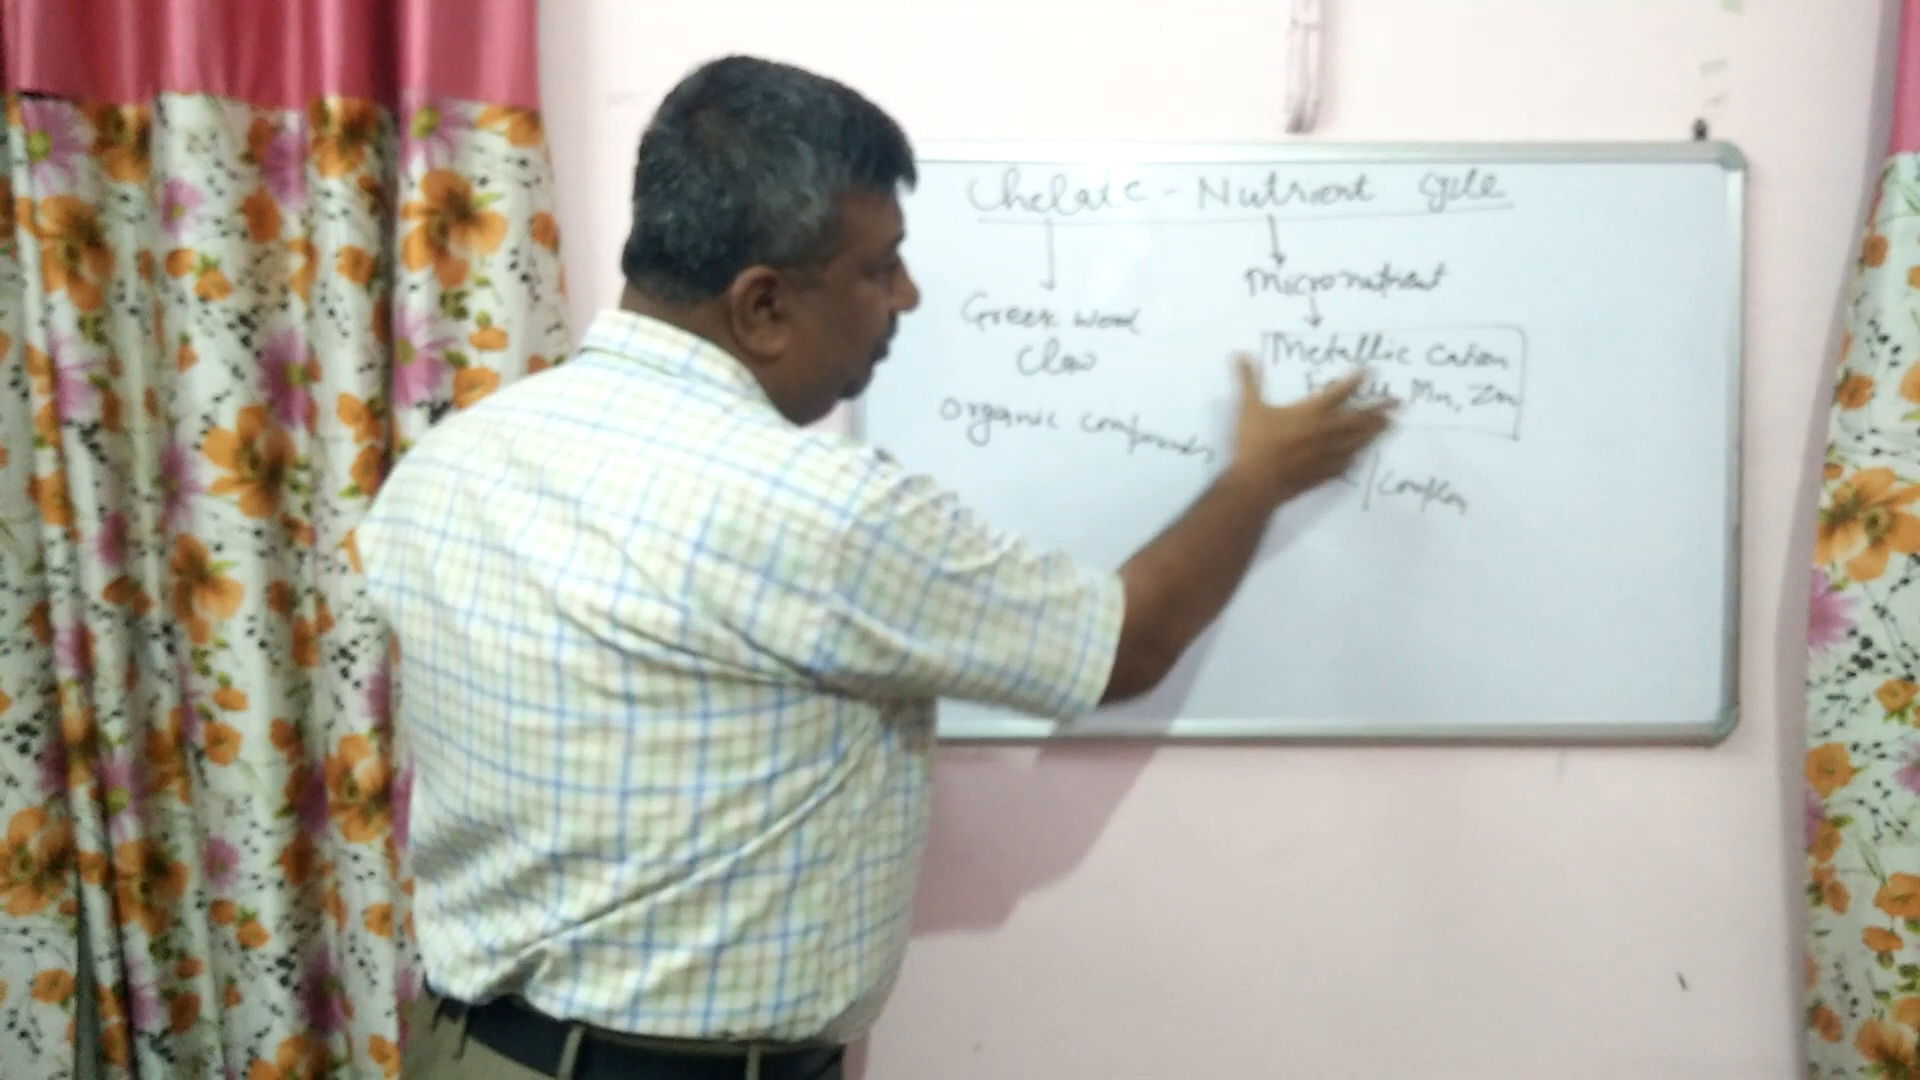 Chelate - Nutrient Cycle
Micronutrient
Greek word
Claw
Metallic Cation
Mn, Zn
Organic compounds
/ complex